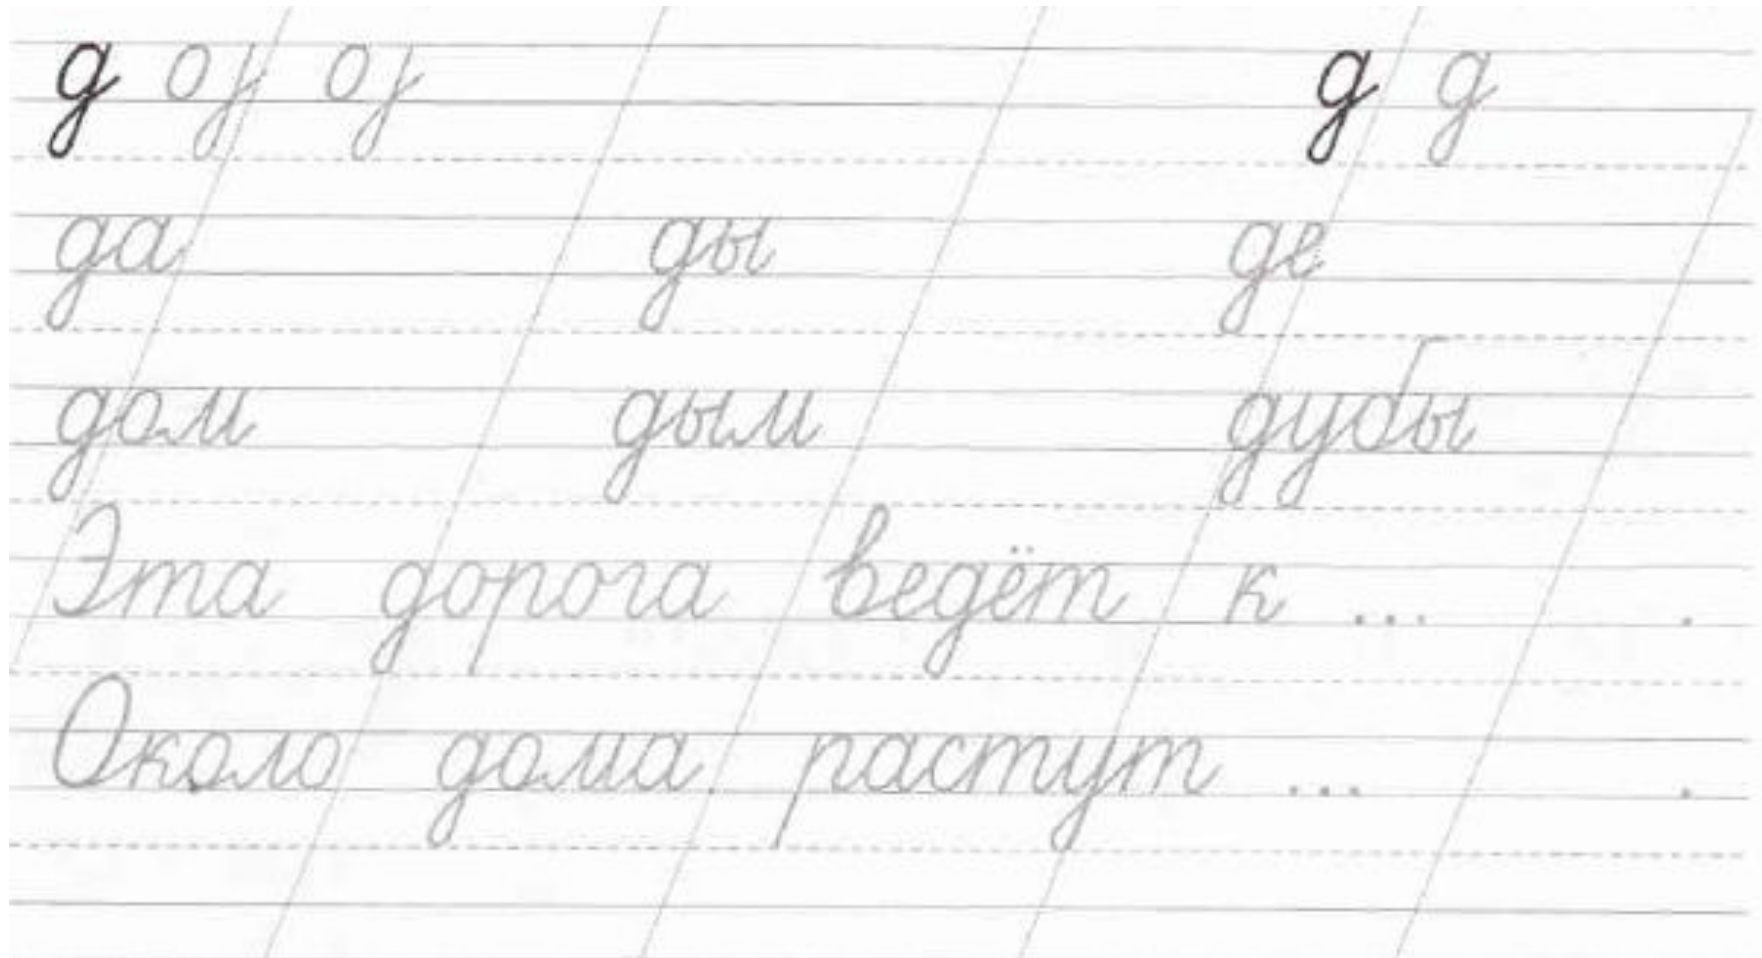 д д д
да ды де
дом дым дубы
Эта дорога ведёт к ... .
Около дома растут ... .